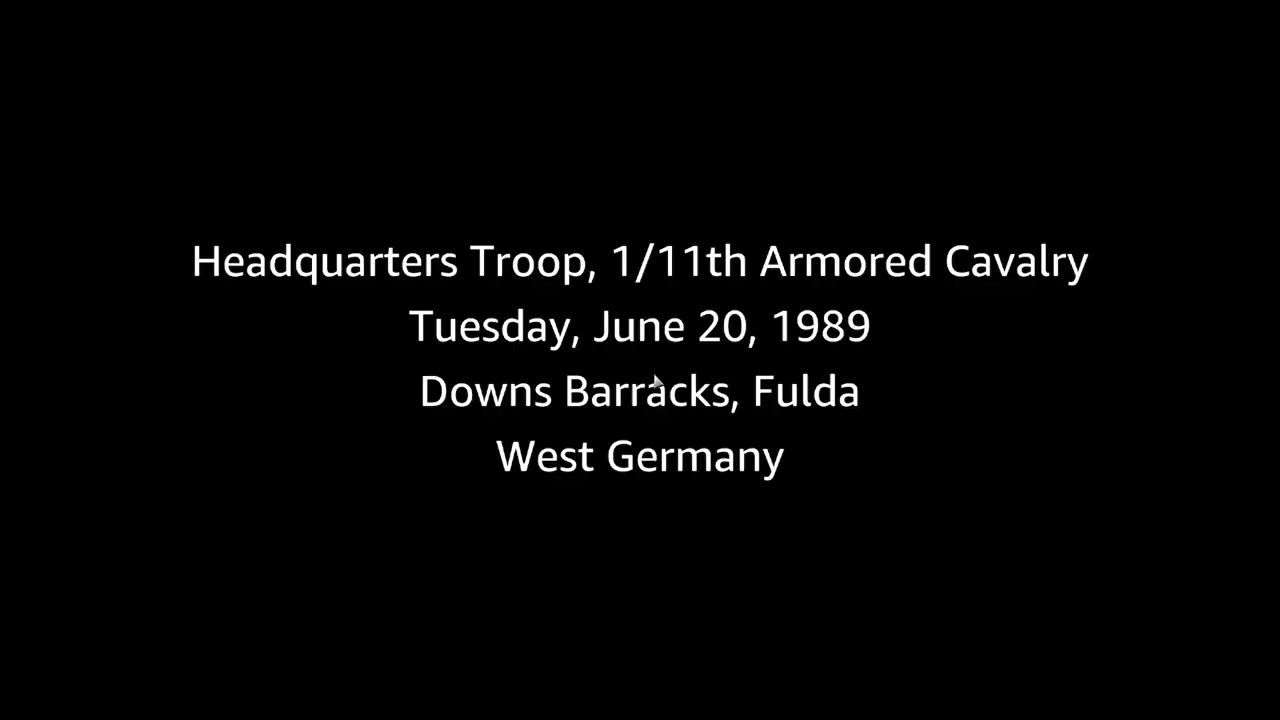 Headquarters Troop, 1/11th Armored Cavalry
Tuesday, June 20, 1989
Downs Barracks, Fulda
West Germany